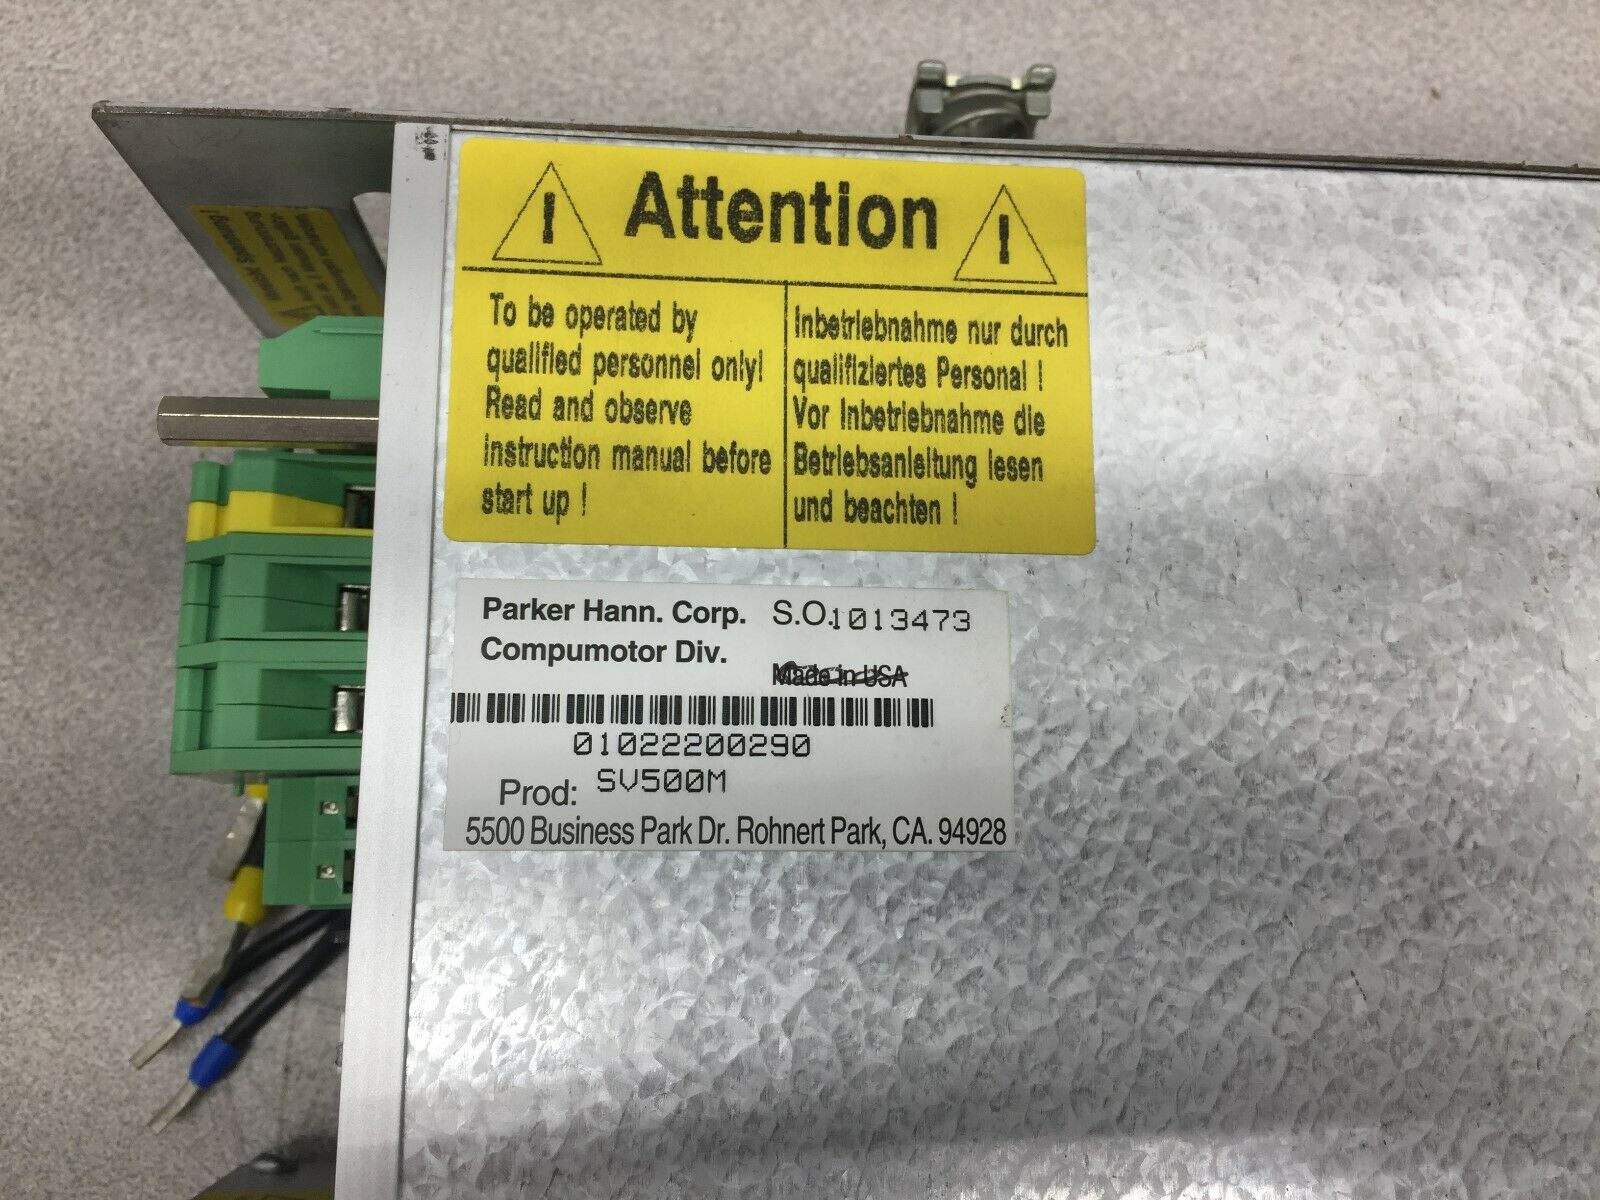 Attention
To be operated by
qualified personnel only!
Read and observe
instruction manual before
start up !
Inbetriebnahme nur durch
qualifiziertes Personal !
Vor Inbetriebnahme die
Betriebsanleitung lesen
und beachten !
Parker Hann. Corp. S.O. 1013473
Compumotor Div.
Made in USA
01022200290
Prod: SV500M
5500 Business Park Dr. Rohnert Park, CA. 94928